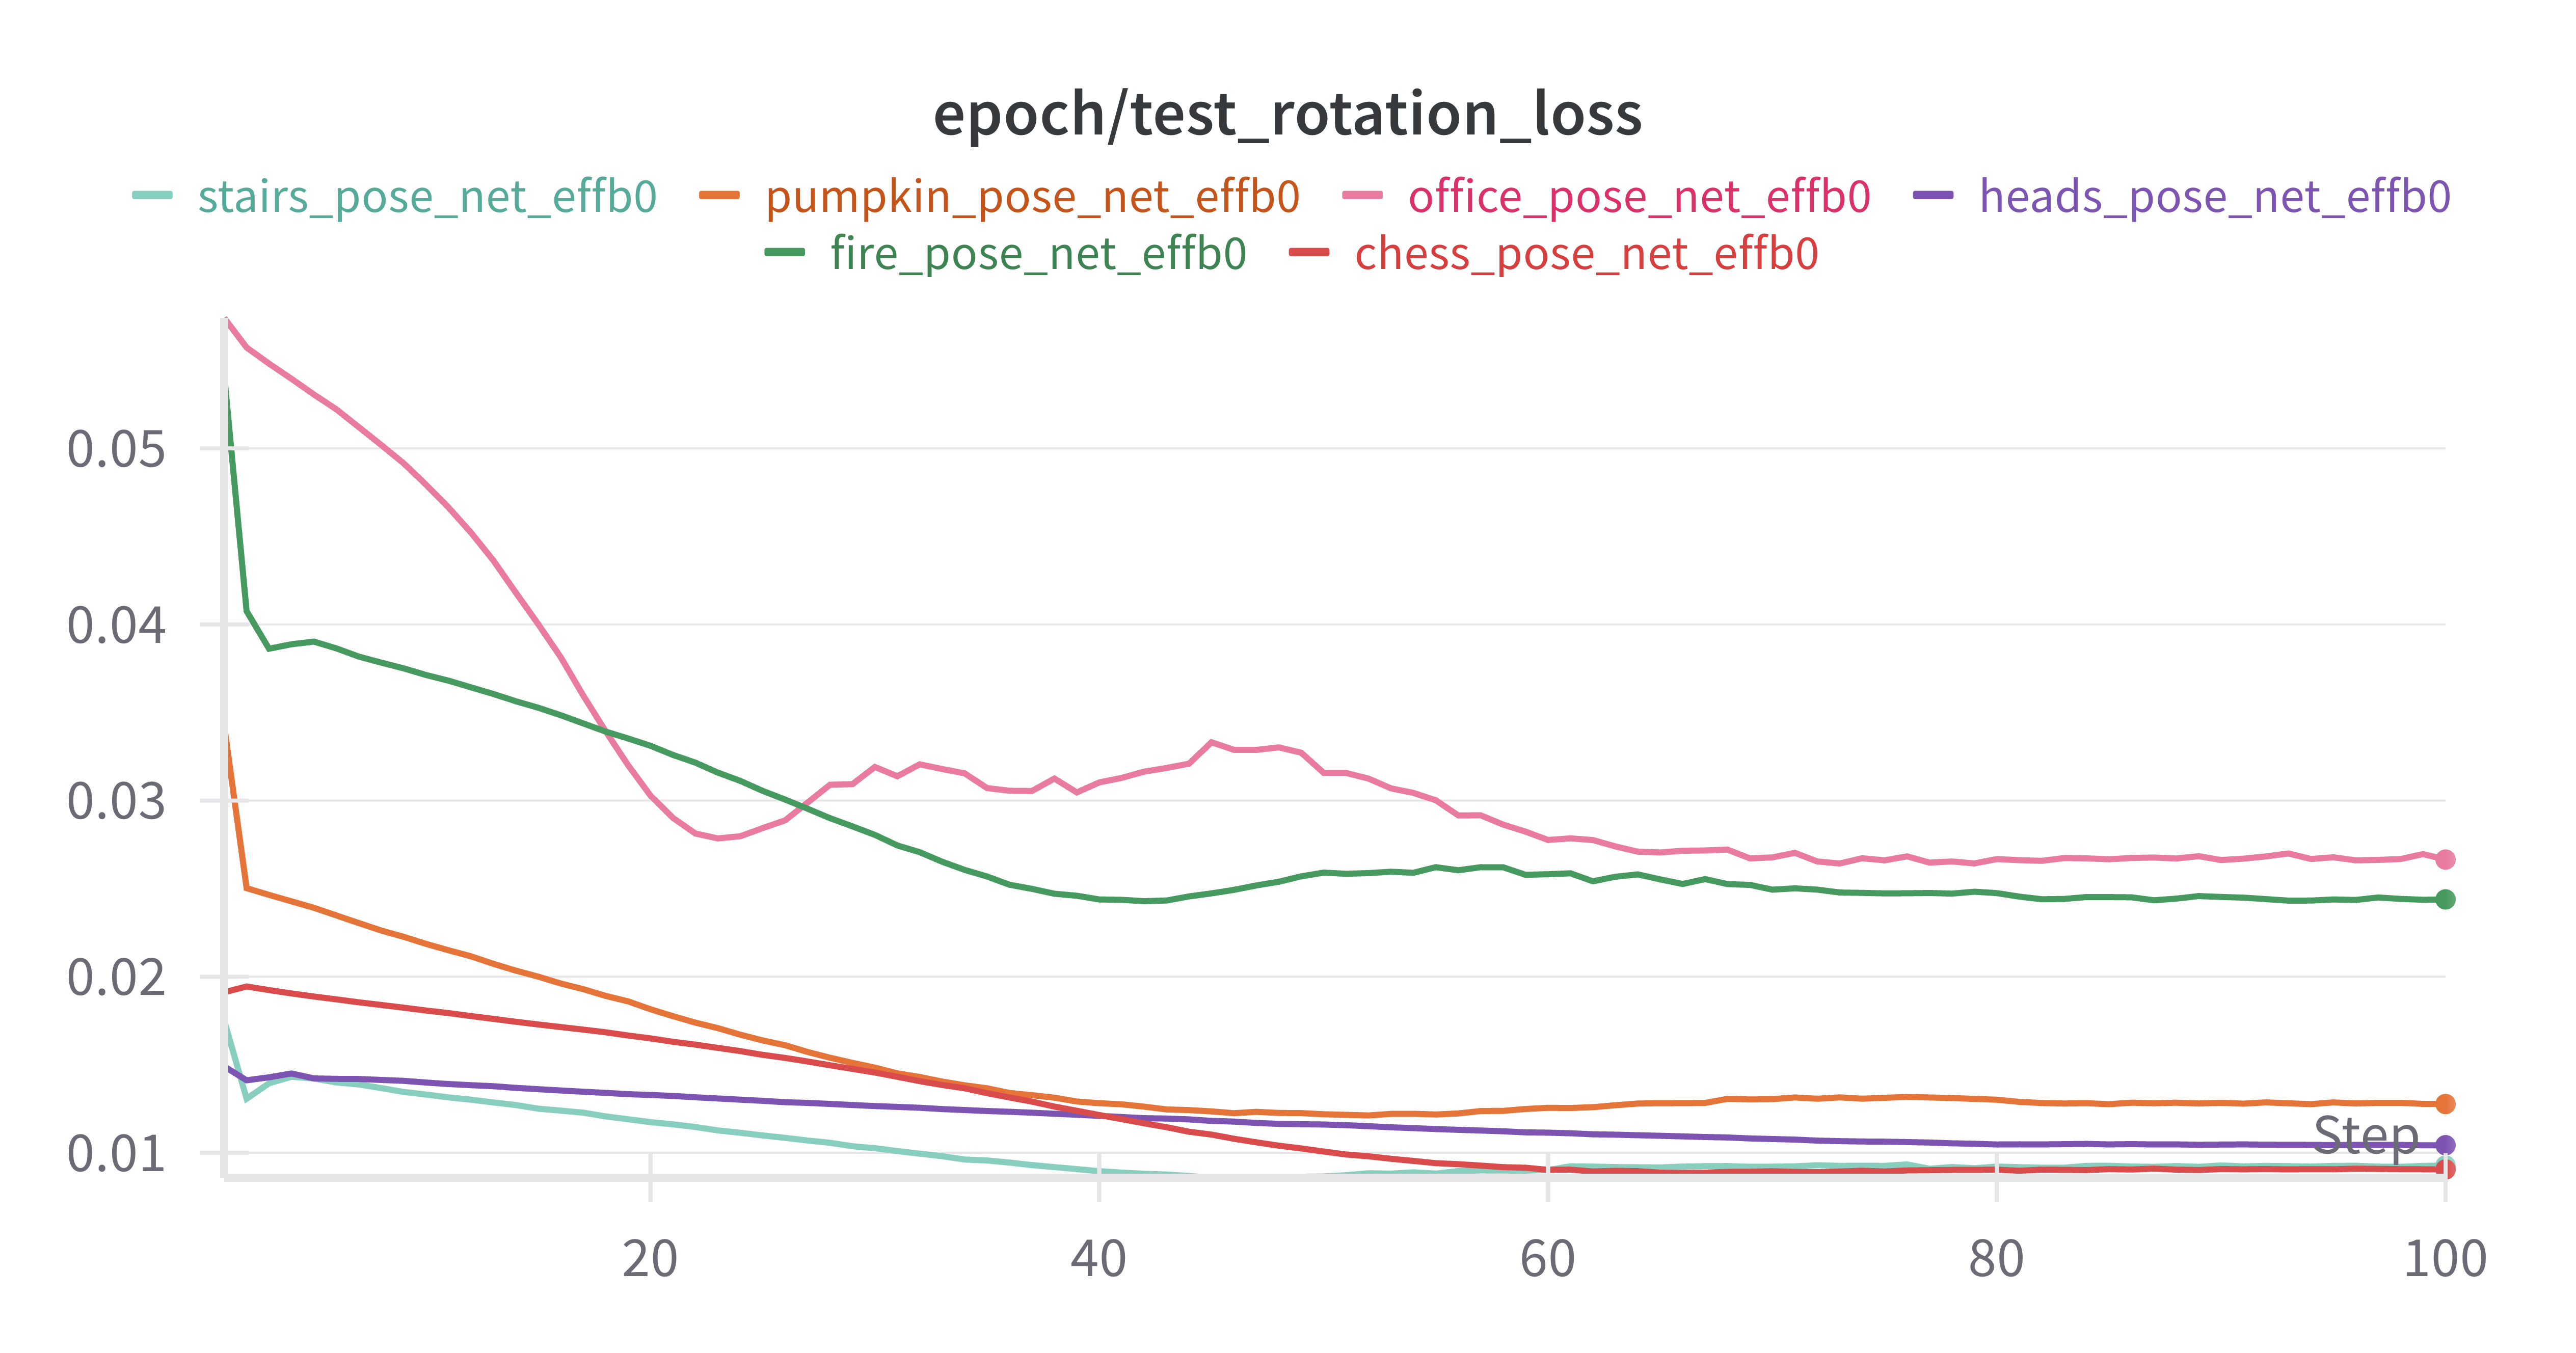 epoch/test_rotation_loss
stairs_pose_net_effb0 pumpkin_pose_net_effb0 office_pose_net_effb0 heads_pose_net_effb0
fire_pose_net_effb0 chess_pose_net_effb0
0.05
0.04
0.03
0.02
0.01
Step
20 40 60 80 100